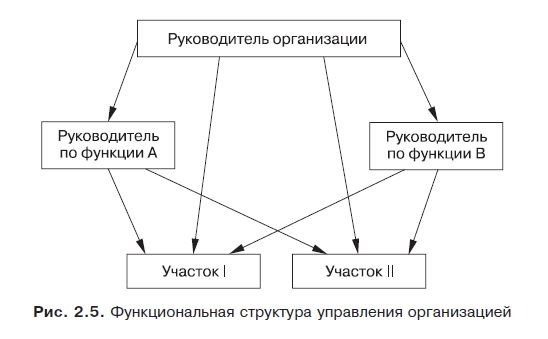 Руководитель организации
Руководитель
по функции А
Руководитель
по функции В
Участок I
Участок II
Рис. 2.5. Функциональная структура управления организацией